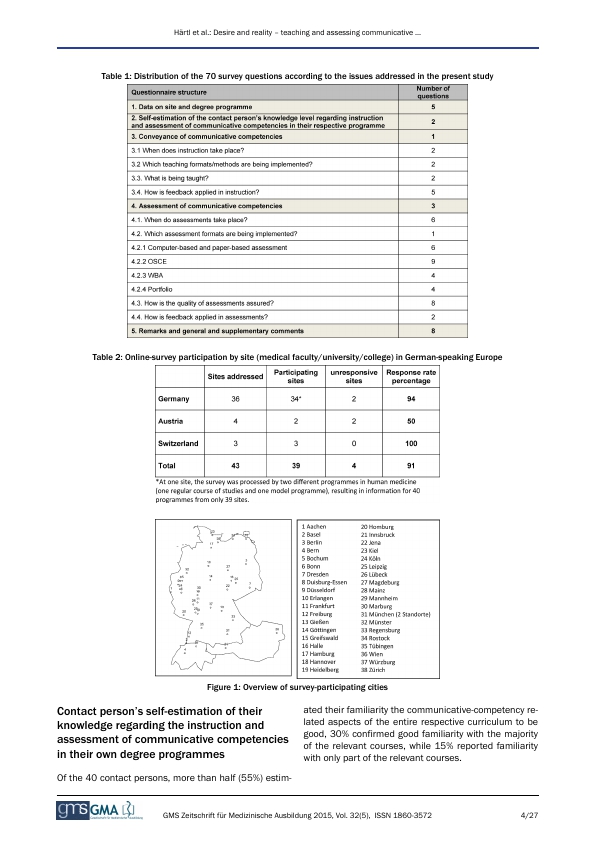 Härtl et al.: Desire and reality – teaching and assessing communicative ...
Table 1: Distribution of the 70 survey questions according to the issues addressed in the present study
Questionnaire structure Number of questions
1. Data on site and degree programme 5
2. Self-estimation of the contact person's knowledge level regarding instruction
and assessment of communicative competencies in their respective programme 2
3. Conveyance of communicative competencies 1
3.1 When does instruction take place? 2
3.2 Which teaching formats/methods are being implemented? 2
3.3. What is being taught? 2
3.4. How is feedback applied in instruction? 5
4. Assessment of communicative competencies 3
4.1. When do assessments take place? 6
4.2. Which assessment formats are being implemented? 1
4.2.1 Computer-based and paper-based assessment 6
4.2.2 OSCE 9
4.2.3 WBA 4
4.2.4 Portfolio 4
4.3. How is the quality of assessments assured? 8
4.4. How is feedback applied in assessments? 2
5. Remarks and general and supplementary comments 8
Table 2: Online-survey participation by site (medical faculty/university/college) in German-speaking Europe
Sites addressed Participating sites unresponsive sites Response rate percentage
Germany 36 34* 2 94
Austria 4 2 2 50
Switzerland 3 3 0 100
Total 43 39 4 91
*At one site, the survey was processed by two different programmes in human medicine
(one regular course of studies and one model programme), resulting in information for 40
programmes from only 39 sites.
1 Aachen 20 Homburg
2 Basel 21 Innsbruck
3 Berlin 22 Jena
4 Bern 23 Kiel
5 Bochum 24 Köln
6 Bonn 25 Leipzig
7 Dresden 26 Lübeck
8 Duisburg-Essen 27 Magdeburg
9 Düsseldorf 28 Mainz
10 Erlangen 29 Mannheim
11 Frankfurt 30 Marburg
12 Freiburg 31 München (2 Standorte)
13 Gießen 32 Münster
14 Göttingen 33 Regensburg
15 Greifswald 34 Rostock
16 Halle 35 Tübingen
17 Hamburg 36 Wien
18 Hannover 37 Würzburg
19 Heidelberg 38 Zürich
Figure 1: Overview of survey-participating cities
Contact person's self-estimation of their
knowledge regarding the instruction and
assessment of communicative competencies
in their own degree programmes
Of the 40 contact persons, more than half (55%) estim-
ated their familiarity the communicative-competency re-
lated aspects of the entire respective curriculum to be
good, 30% confirmed good familiarity with the majority
of the relevant courses, while 15% reported familiarity
with only part of the relevant courses.
gms GMA
GMS Zeitschrift für Medizinische Ausbildung 2015, Vol. 32(5), ISSN 1860-3572
4/27